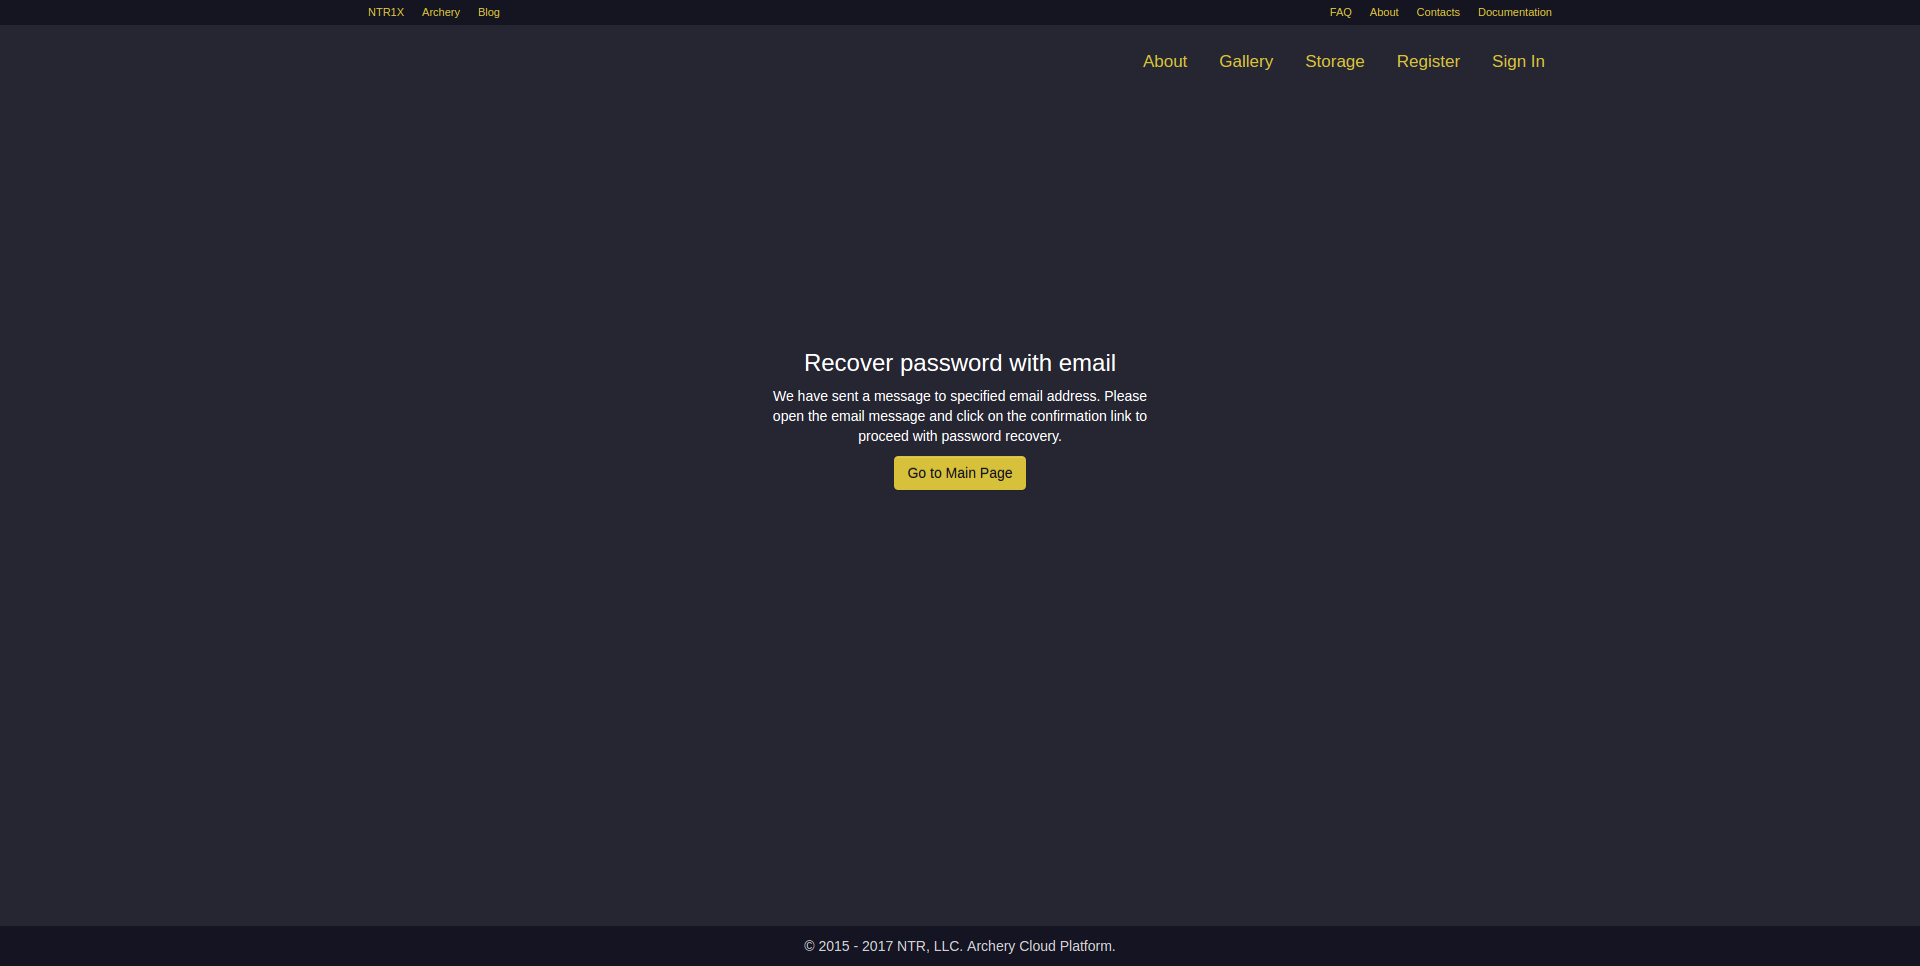 NTR1X Archery Blog FAQ About Contacts Documentation
About Gallery Storage Register Sign In
Recover password with email
We have sent a message to specified email address. Please
open the email message and click on the confirmation link to
proceed with password recovery.
Go to Main Page
© 2015 - 2017 NTR, LLC. Archery Cloud Platform.